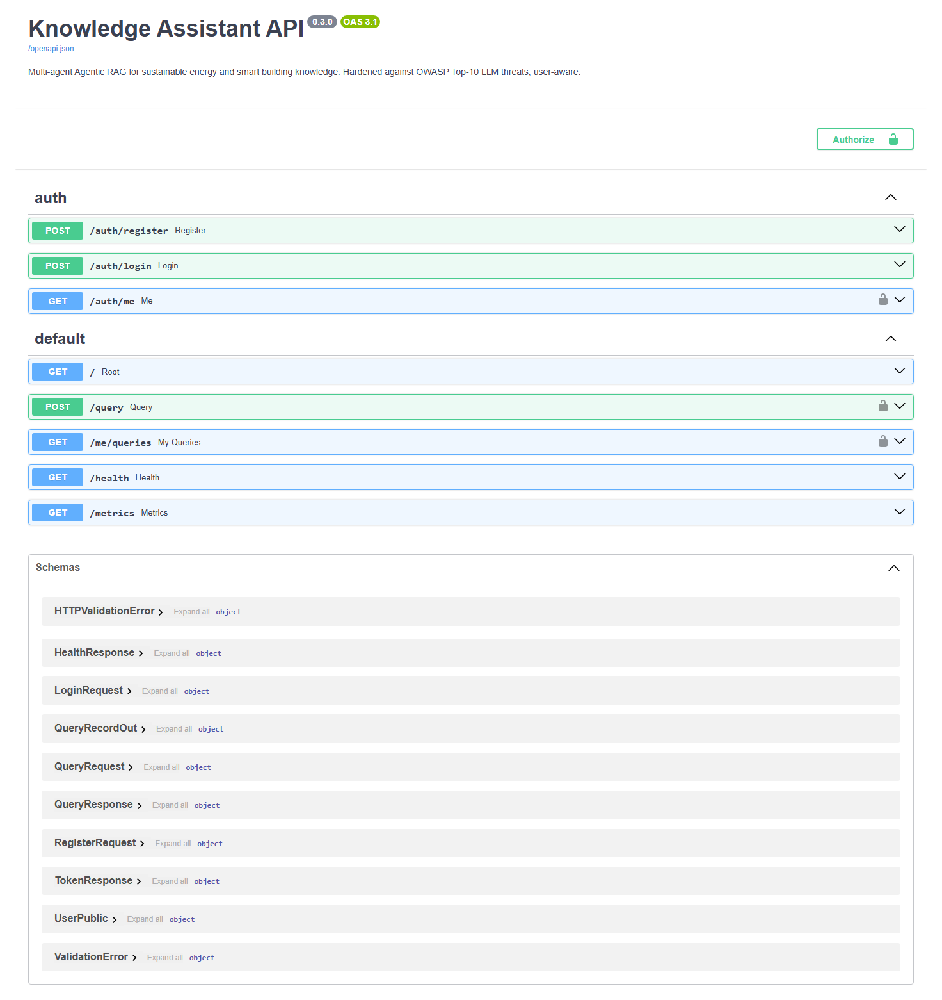 Knowledge Assistant API 0.3.0 OAS 3.1
/openapi.json
Multi-agent Agentic RAG for sustainable energy and smart building knowledge. Hardened against OWASP Top-10 LLM threats; user-aware.
Authorize
auth
POST /auth/register Register
POST /auth/login Login
GET /auth/me Me
default
GET / Root
POST /query Query
GET /me/queries My Queries
GET /health Health
GET /metrics Metrics
Schemas
HTTPValidationError Expand all object
HealthResponse Expand all object
LoginRequest Expand all object
QueryRecordOut Expand all object
QueryRequest Expand all object
QueryResponse Expand all object
RegisterRequest Expand all object
TokenResponse Expand all object
UserPublic Expand all object
ValidationError Expand all object